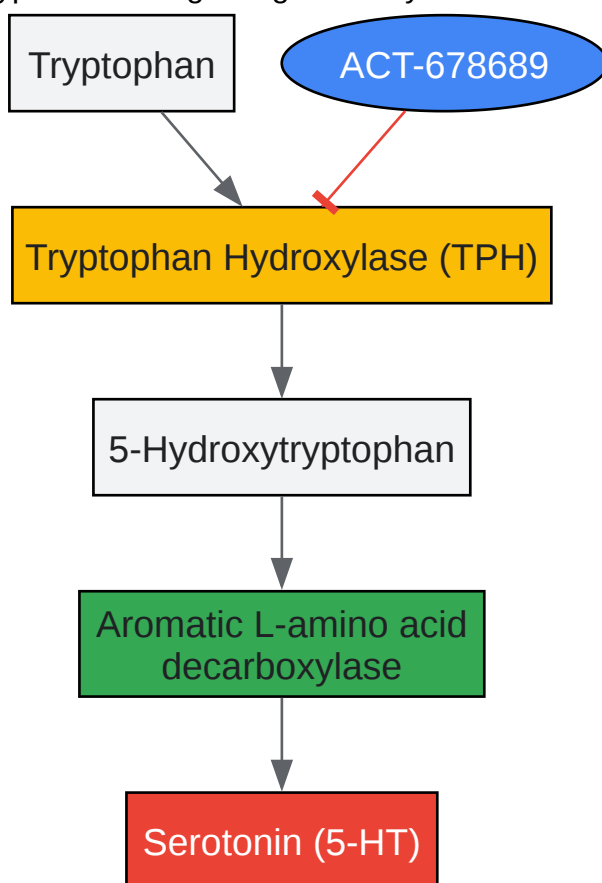 Tryptophan
ACT-678689
Tryptophan Hydroxylase (TPH)
5-Hydroxytryptophan
Aromatic L-amino acid
decarboxylase
Serotonin (5-HT)